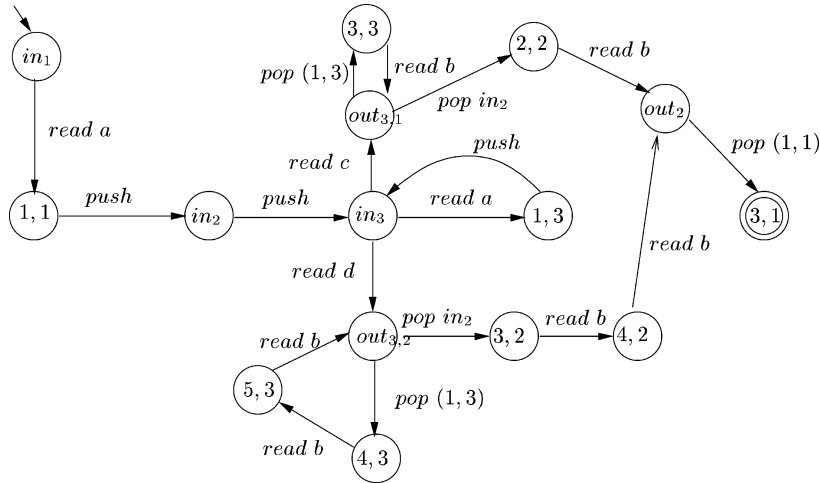 3, 3
2, 2
in₁
read b
read b
pop (1, 3)
pop in₂
out₃,₁
out₂
read a
push
pop (1, 1)
read c
push
push
read a
1, 1
in₂
in₃
1, 3
3, 1
read b
read d
pop in₂
read b
out₃,₂
3, 2
4, 2
read b
5, 3
pop (1, 3)
read b
4, 3